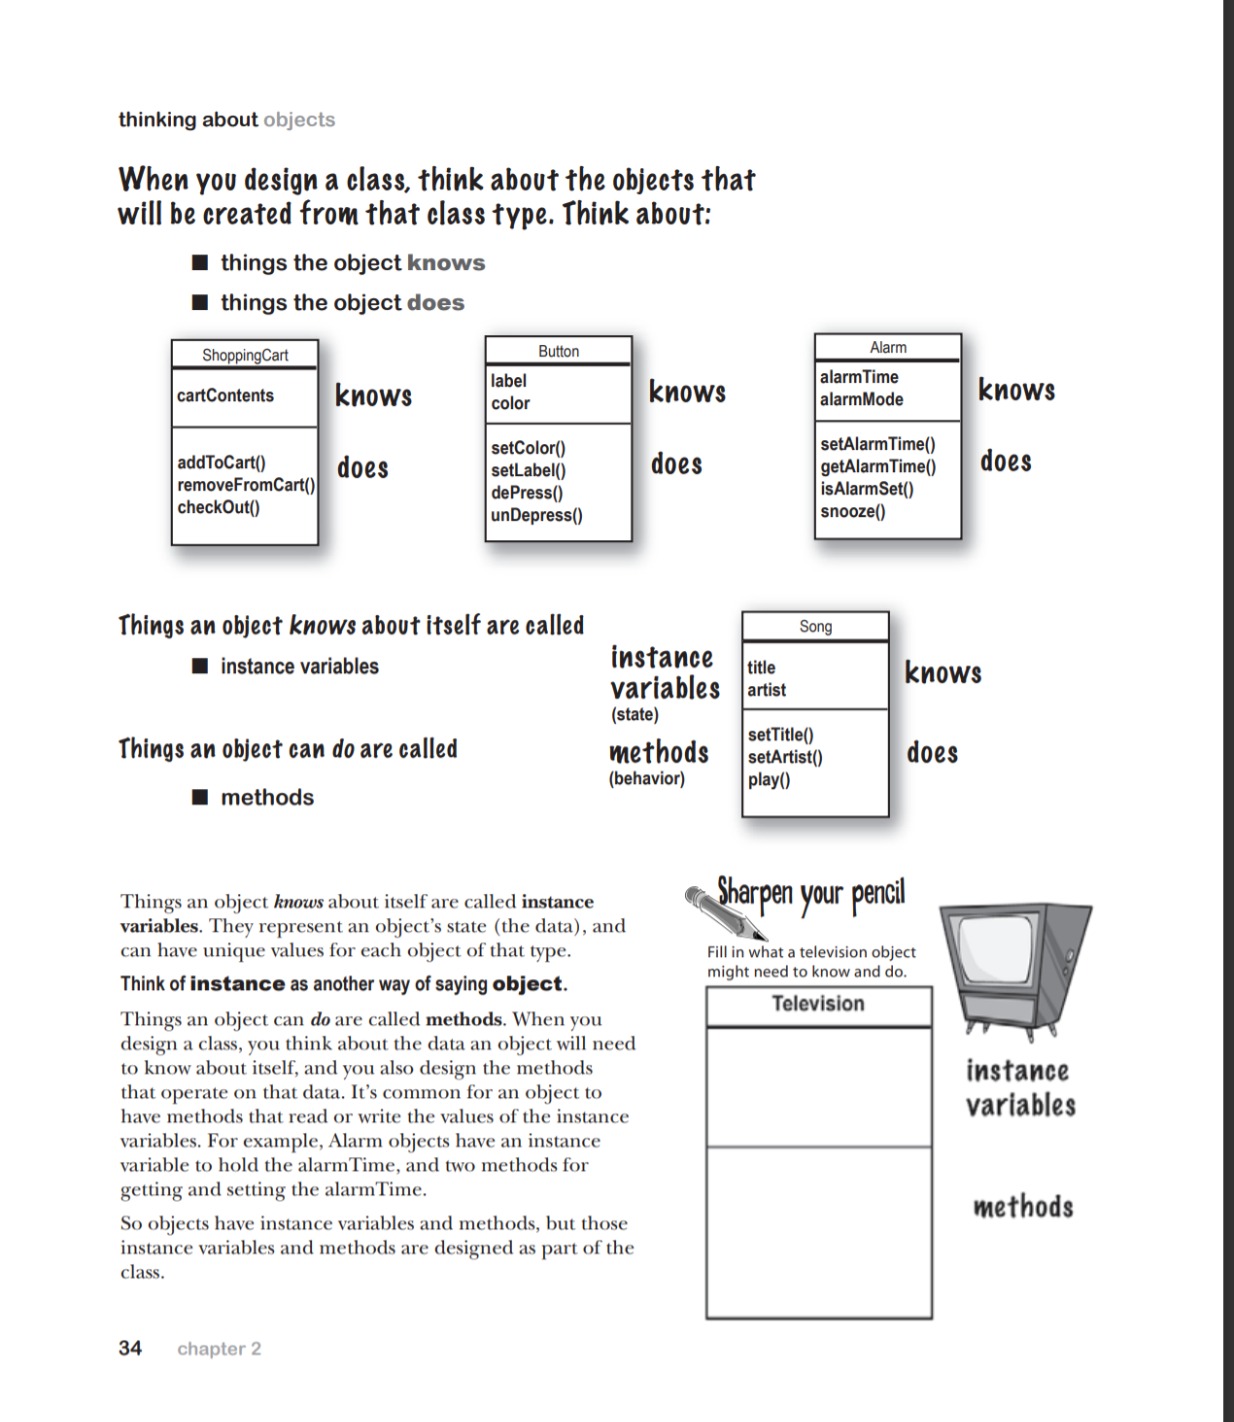 thinking about objects
When you design a class, think about the objects that
will be created from that class type. Think about:
■ things the object knows
■ things the object does
ShoppingCart
cartContents
knows
addToCart()
removeFromCart()
checkOut()
does
Button
label
color
knows
setColor()
setLabel()
dePress()
unDepress()
does
Alarm
alarmTime
alarmMode
knows
setAlarmTime()
getAlarmTime()
isAlarmSet()
snooze()
does
Things an object knows about itself are called
■ instance variables
Things an object can do are called
■ methods
instance
variables
(state)
methods
(behavior)
Song
title
artist
knows
setTitle()
setArtist()
play()
does
Things an object knows about itself are called instance
variables. They represent an object’s state (the data), and
can have unique values for each object of that type.
Think of instance as another way of saying object.
Things an object can do are called methods. When you
design a class, you think about the data an object will need
to know about itself, and you also design the methods
that operate on that data. It’s common for an object to
have methods that read or write the values of the instance
variables. For example, Alarm objects have an instance
variable to hold the alarmTime, and two methods for
getting and setting the alarmTime.
So objects have instance variables and methods, but those
instance variables and methods are designed as part of the
class.
Sharpen your pencil
Fill in what a television object
might need to know and do.
Television
instance
variables
methods
34 chapter 2